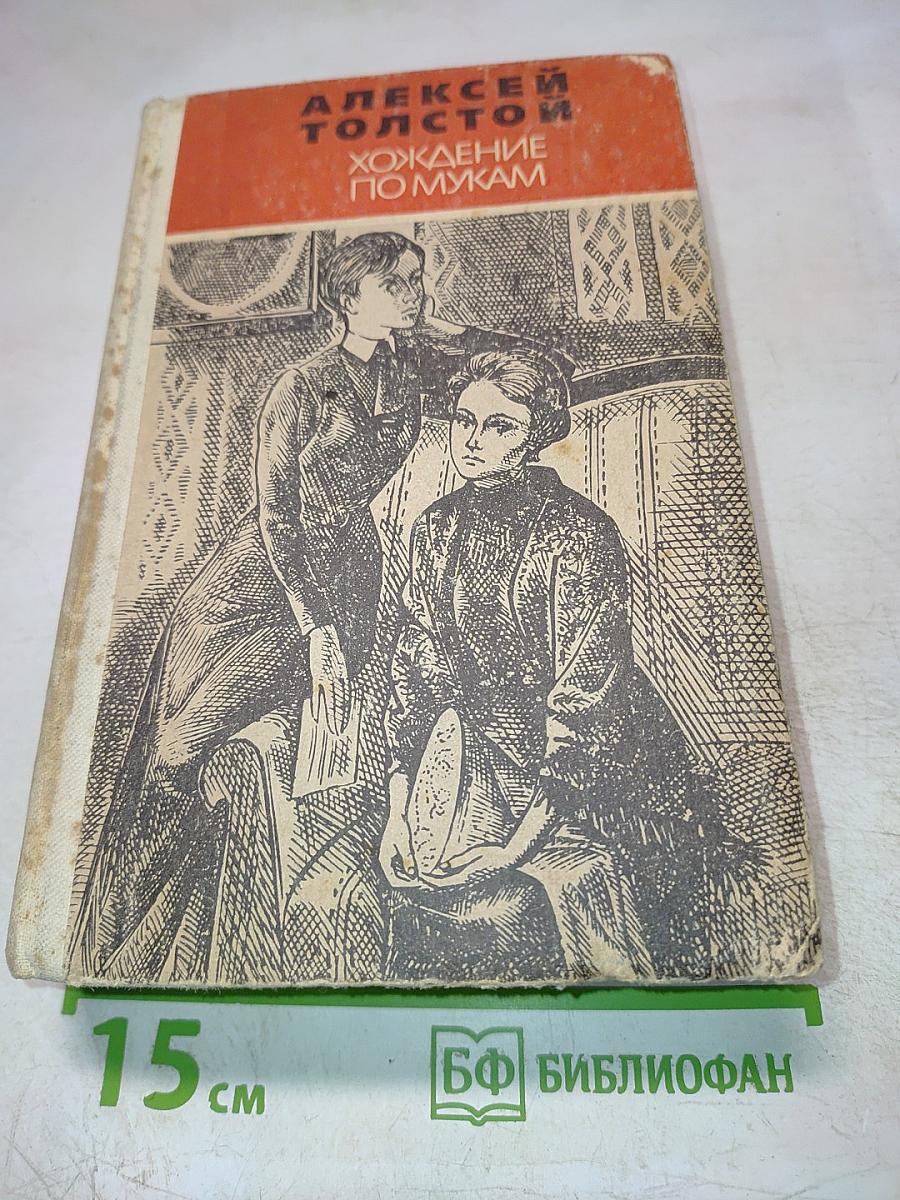 АЛЕКСЕЙ
ТОЛСТОЙ
ХОЖДЕНИЕ
ПО МУКАМ
15 см
БФ БИБЛИОФАН